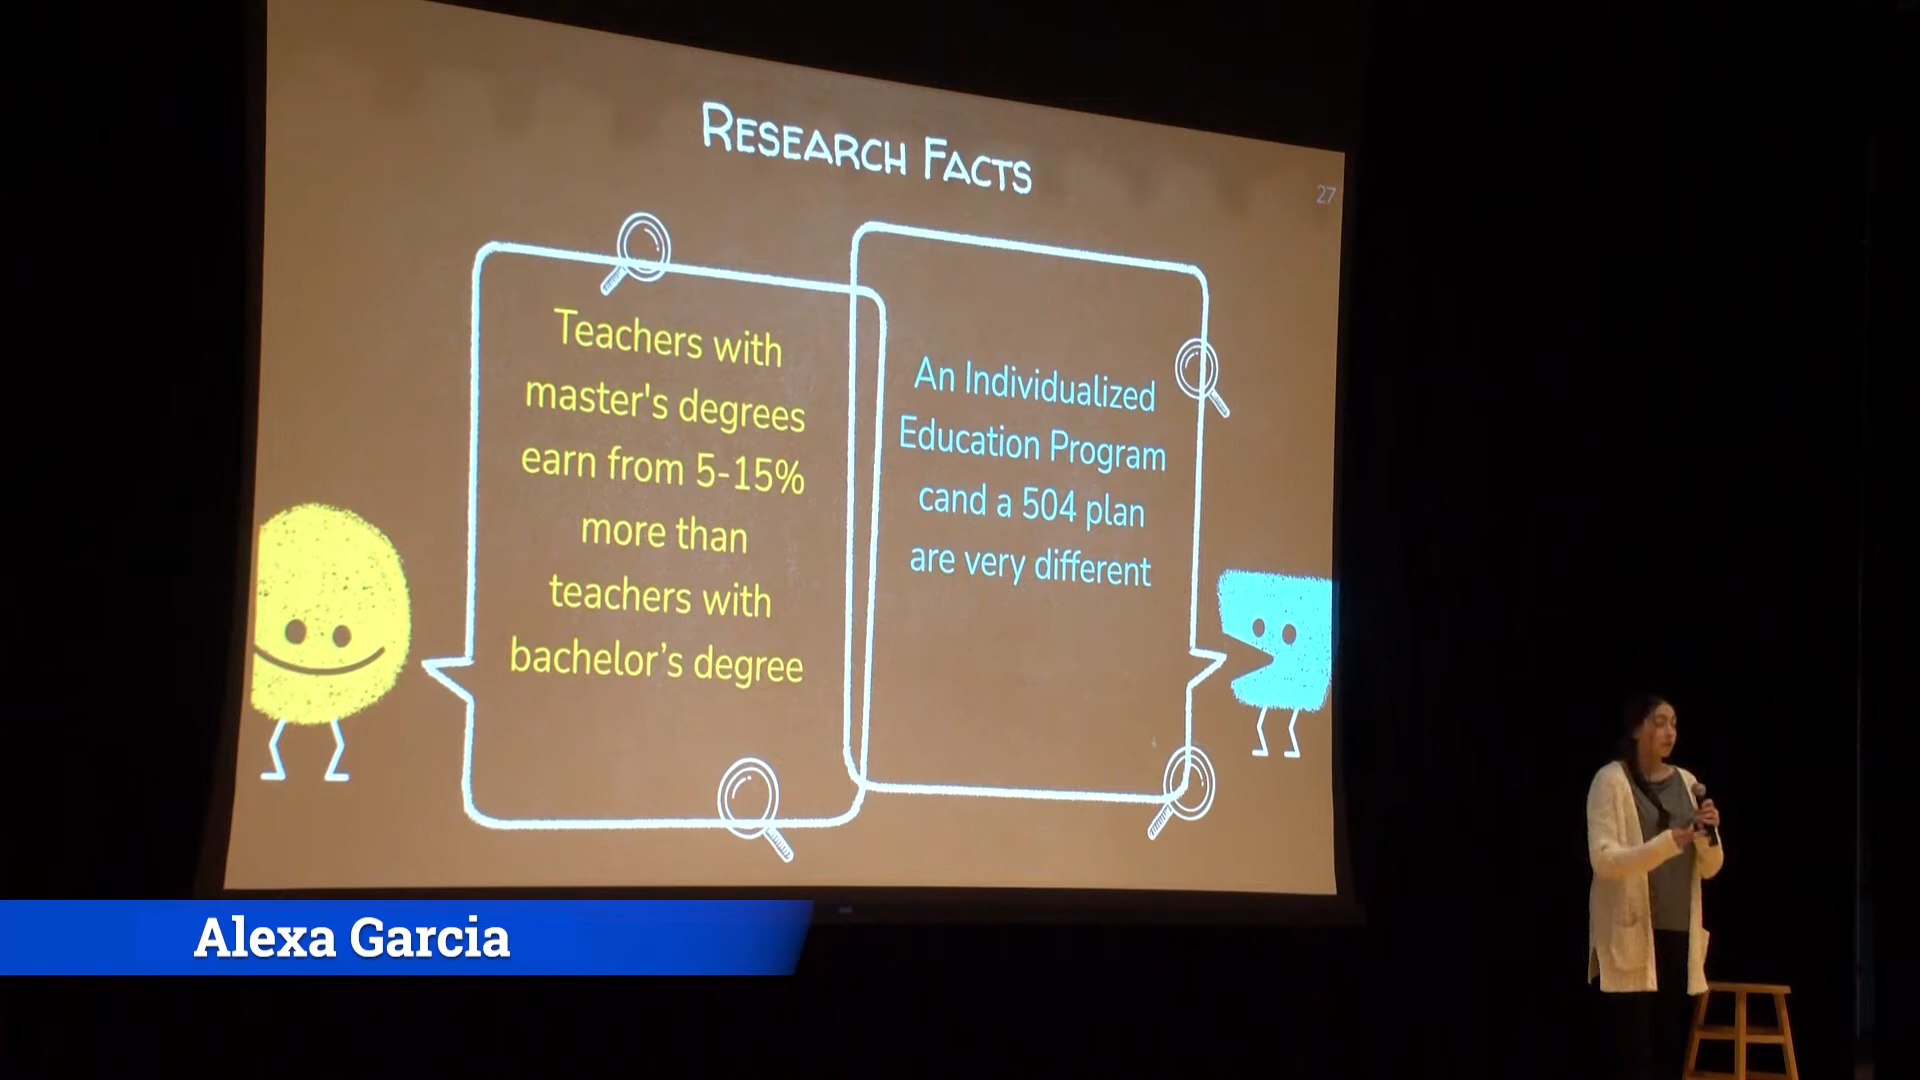 Research Facts
27
Teachers with
master's degrees
earn from 5-15%
more than
teachers with
bachelor's degree
An Individualized
Education Program
cand a 504 plan
are very different
Alexa Garcia